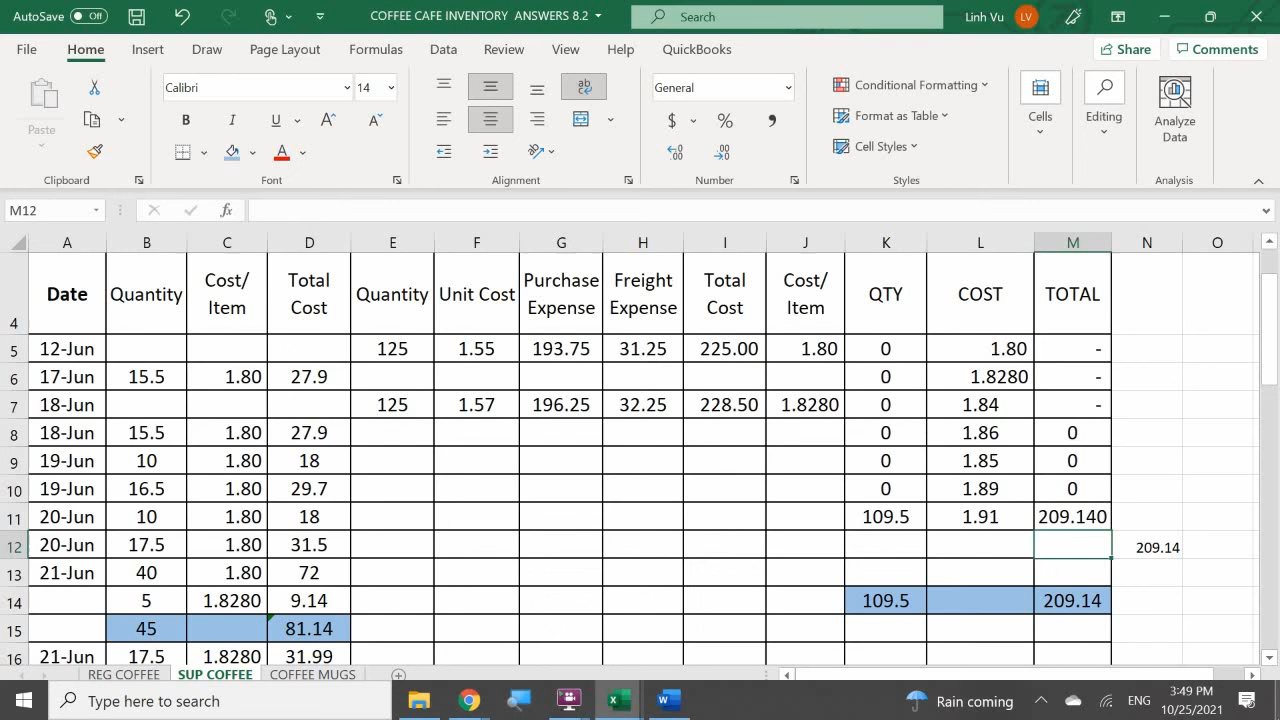 AutoSave Off COFFEE CAFE INVENTORY ANSWERS 8.2 Search Linh Vu LV
File Home Insert Draw Page Layout Formulas Data Review View Help QuickBooks Share Comments
Paste Calibri 14 B I U A A A ab General $ % , Conditional Formatting Format as Table Cell Styles Cells Editing Analyze Data
Clipboard Font Alignment Number Styles Analysis
M12 fx
A B C D E F G H I J K L M N O
4 Date Quantity Cost/ Item Total Cost Quantity Unit Cost Purchase Expense Freight Expense Total Cost Cost/ Item QTY COST TOTAL
5 12-Jun 125 1.55 193.75 31.25 225.00 1.80 0 1.80 -
6 17-Jun 15.5 1.80 27.9 0 1.8280 -
7 18-Jun 125 1.57 196.25 32.25 228.50 1.8280 0 1.84 -
8 18-Jun 15.5 1.80 27.9 0 1.86 0
9 19-Jun 10 1.80 18 0 1.85 0
10 19-Jun 16.5 1.80 29.7 0 1.89 0
11 20-Jun 10 1.80 18 109.5 1.91 209.140
12 20-Jun 17.5 1.80 31.5 209.14
13 21-Jun 40 1.80 72
14 5 1.8280 9.14 109.5 209.14
15 45 81.14
16 21-Jun 17.5 1.8280 31.99
REG COFFEE SUP COFFEE COFFEE MUGS
Type here to search Rain coming ENG 3:49 PM 10/25/2021